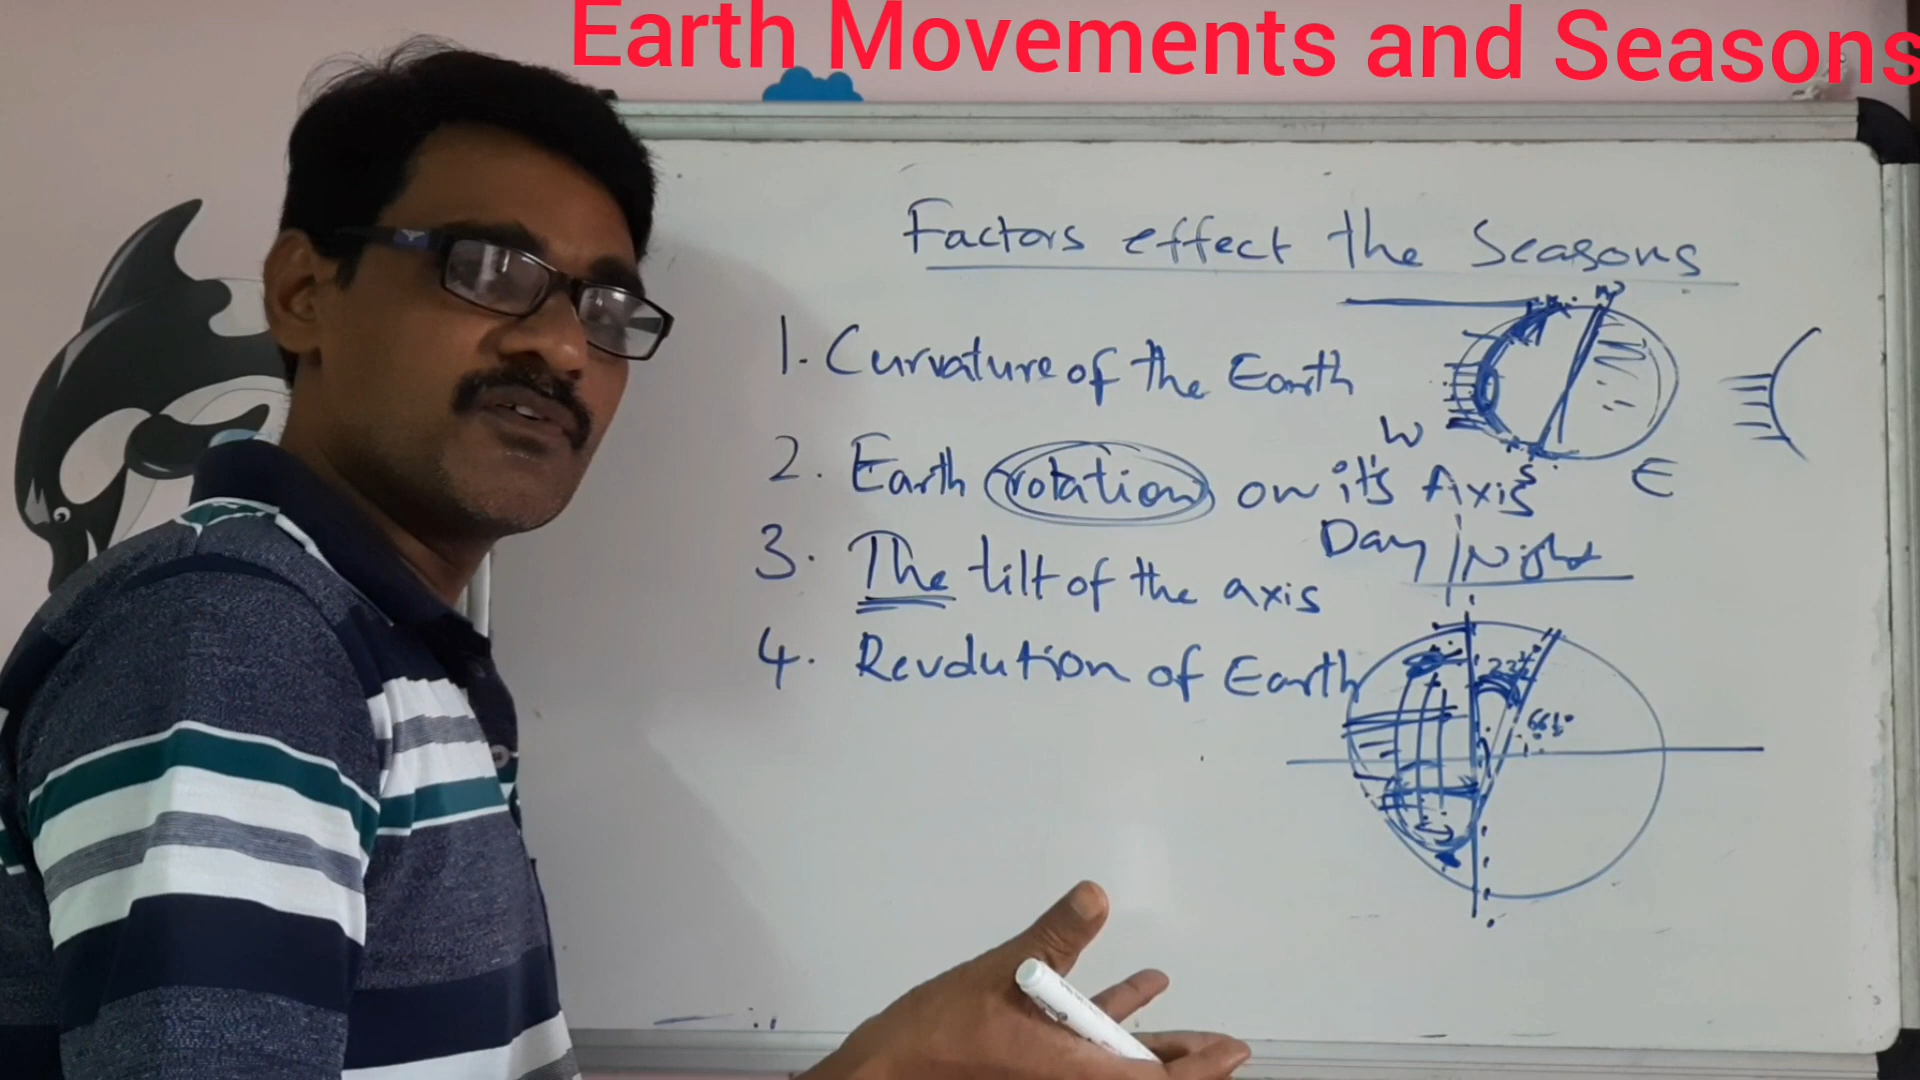 Earth Movements and Seasons
Factors effect the Seasons
1. Curvature of the Earth
N
W
S
E
2. Earth rotation on it's Axis
Day | Night
3. The tilt of the axis
4. Revolution of Earth
23½°
66½°